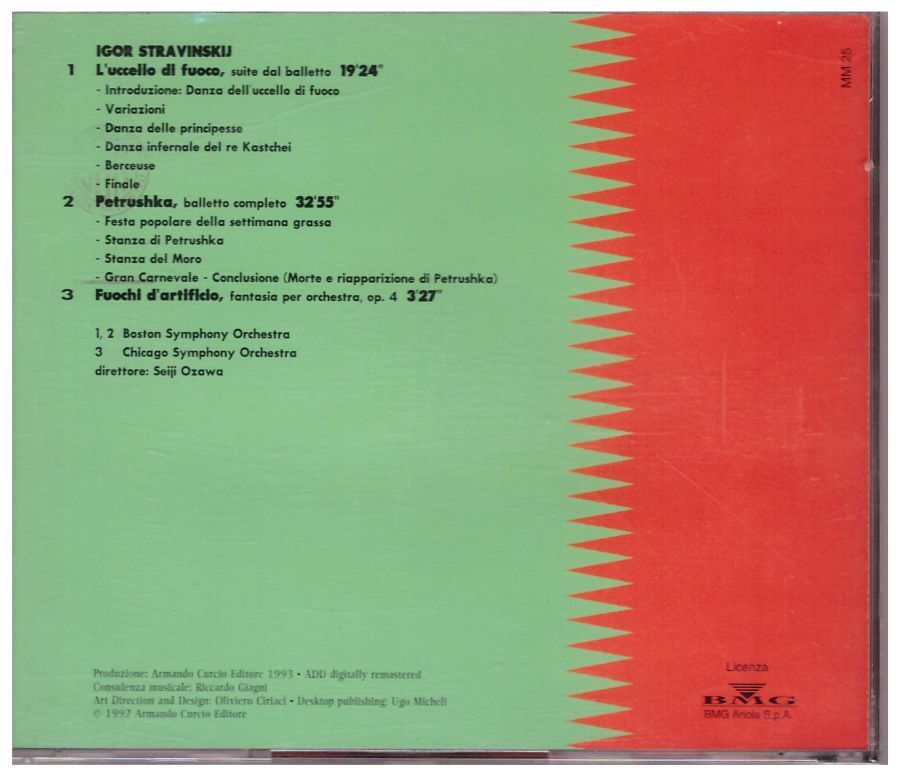 IGOR STRAVINSKIJ
1 L'uccello di fuoco, suite dal balletto 19'24"
- Introduzione: Danza dell'uccello di fuoco
- Variazioni
- Danza delle principesse
- Danza infernale del re Kastchei
- Berceuse
- Finale
2 Petrushka, balletto completo 32'55"
- Festa popolare della settimana grassa
- Stanza di Petrushka
- Stanza del Moro
- Gran Carnevale - Conclusione (Morte e riapparizione di Petrushka)
3 Fuochi d'artificio, fantasia per orchestra, op. 4 3'27"
1, 2 Boston Symphony Orchestra
3 Chicago Symphony Orchestra
direttore: Seiji Ozawa
MM 25
Produzione: Armando Curcio Editore 1993 • ADD digitally remastered
Consulenza musicale: Riccardo Giagni
Art Direction and Design: Oliviero Ciriaci • Desktop publishing: Ugo Micheli
© 1992 Armando Curcio Editore
Licenza
BMG
BMG Ariola S.p.A.